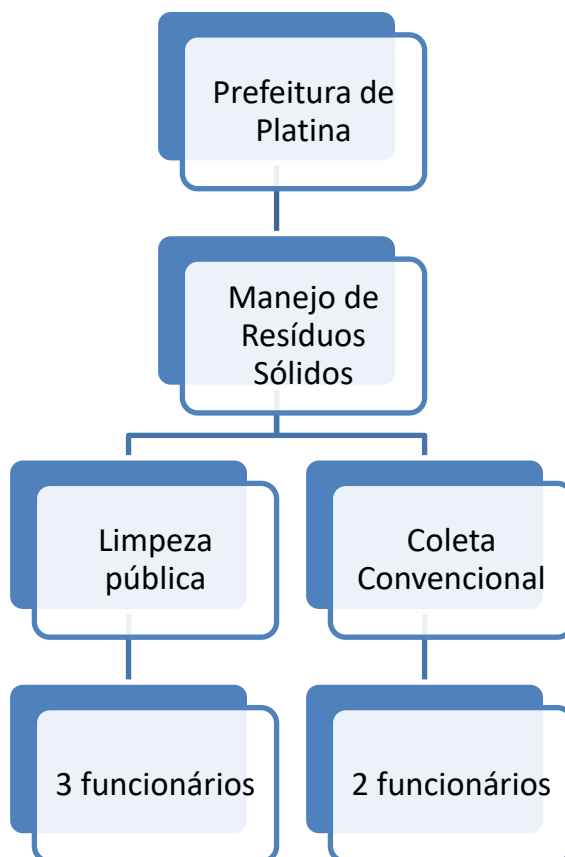 Prefeitura de
Platina
Manejo de
Resíduos
Sólidos
Limpeza
pública
Coleta
Convencional
3 funcionários
2 funcionários